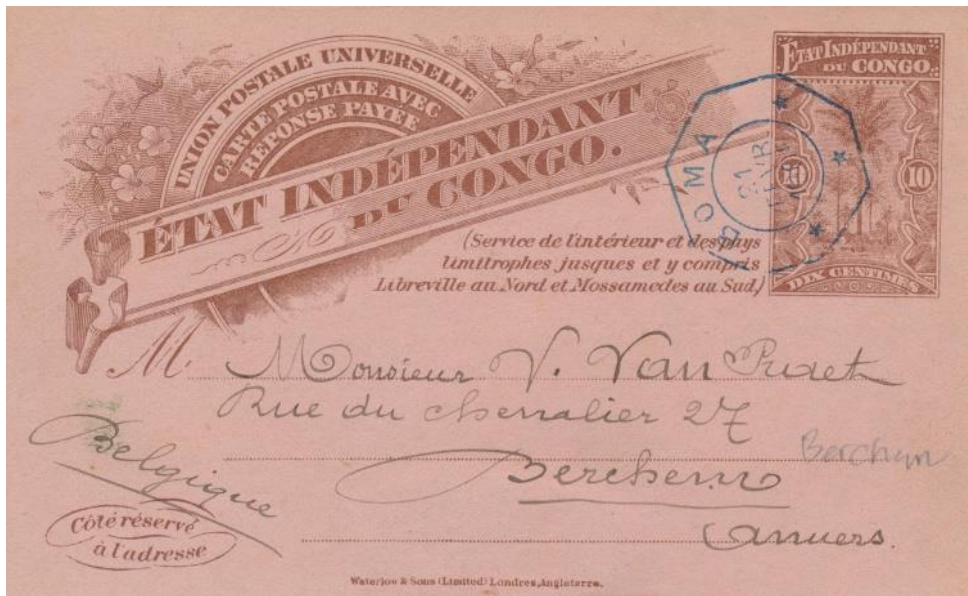 UNION POSTALE UNIVERSELLE
CARTE POSTALE AVEC
RÉPONSE PAYÉE
ÉTAT INDÉPENDANT
DU CONGO.
ÉTAT INDÉPENDANT
DU CONGO.
10 10
DIX CENTIMES
BOMA
21
(Service de l'intérieur et des pays
limitrophes jusques et y compris
Libreville au Nord et Mossamedes au Sud.)
M
Monsieur V. Van
Rue du chevalier 27
Berchem
Berchem
Anvers.
Belgique
Côté réservé
à l'adresse
Waterlow & Sons (Limited) Londres, Angleterre.